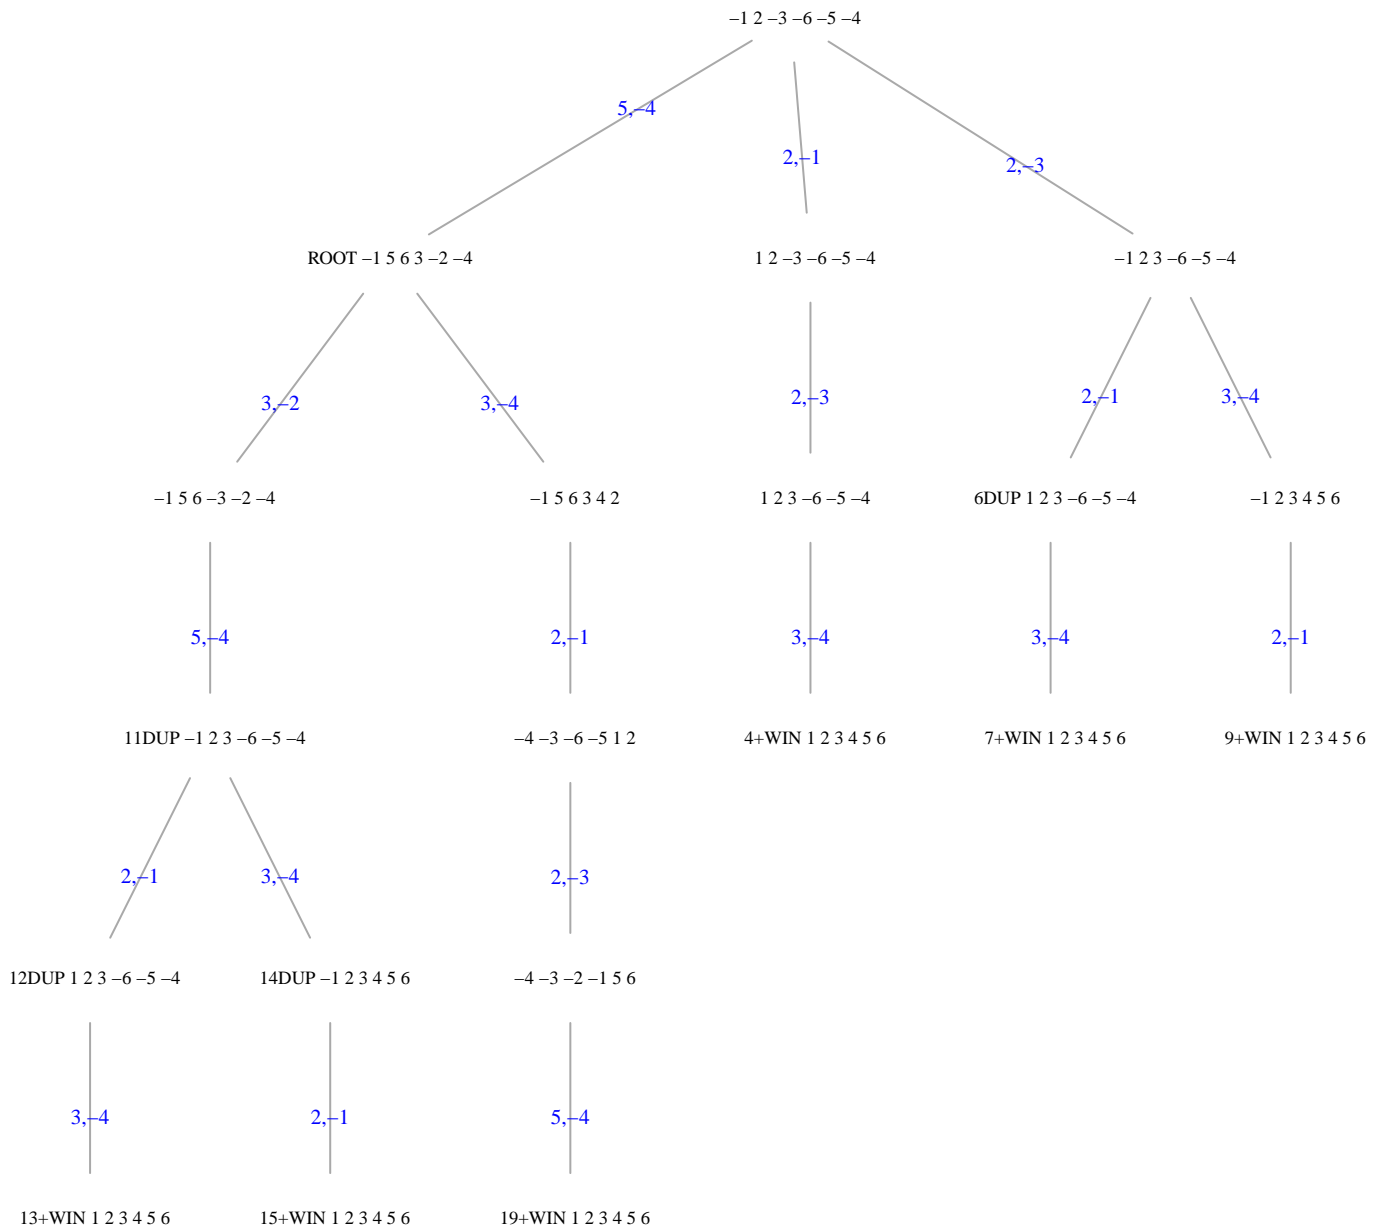 –1 2 –3 –6 –5 –4
5,–4
2,–1
2,–3
ROOT –1 5 6 3 –2 –4
1 2 –3 –6 –5 –4
–1 2 3 –6 –5 –4
3,–2
3,–4
2,–3
2,–1
3,–4
–1 5 6 –3 –2 –4
–1 5 6 3 4 2
1 2 3 –6 –5 –4
6DUP 1 2 3 –6 –5 –4
–1 2 3 4 5 6
5,–4
2,–1
3,–4
3,–4
2,–1
11DUP –1 2 3 –6 –5 –4
–4 –3 –6 –5 1 2
4+WIN 1 2 3 4 5 6
7+WIN 1 2 3 4 5 6
9+WIN 1 2 3 4 5 6
2,–1
3,–4
2,–3
12DUP 1 2 3 –6 –5 –4
14DUP –1 2 3 4 5 6
–4 –3 –2 –1 5 6
3,–4
2,–1
5,–4
13+WIN 1 2 3 4 5 6
15+WIN 1 2 3 4 5 6
19+WIN 1 2 3 4 5 6